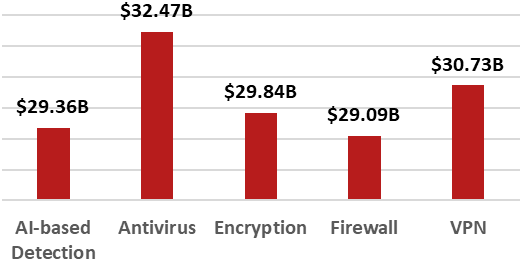 $32.47B
$30.73B
$29.84B
$29.36B
$29.09B
AI-based
Detection
Antivirus
Encryption
Firewall
VPN